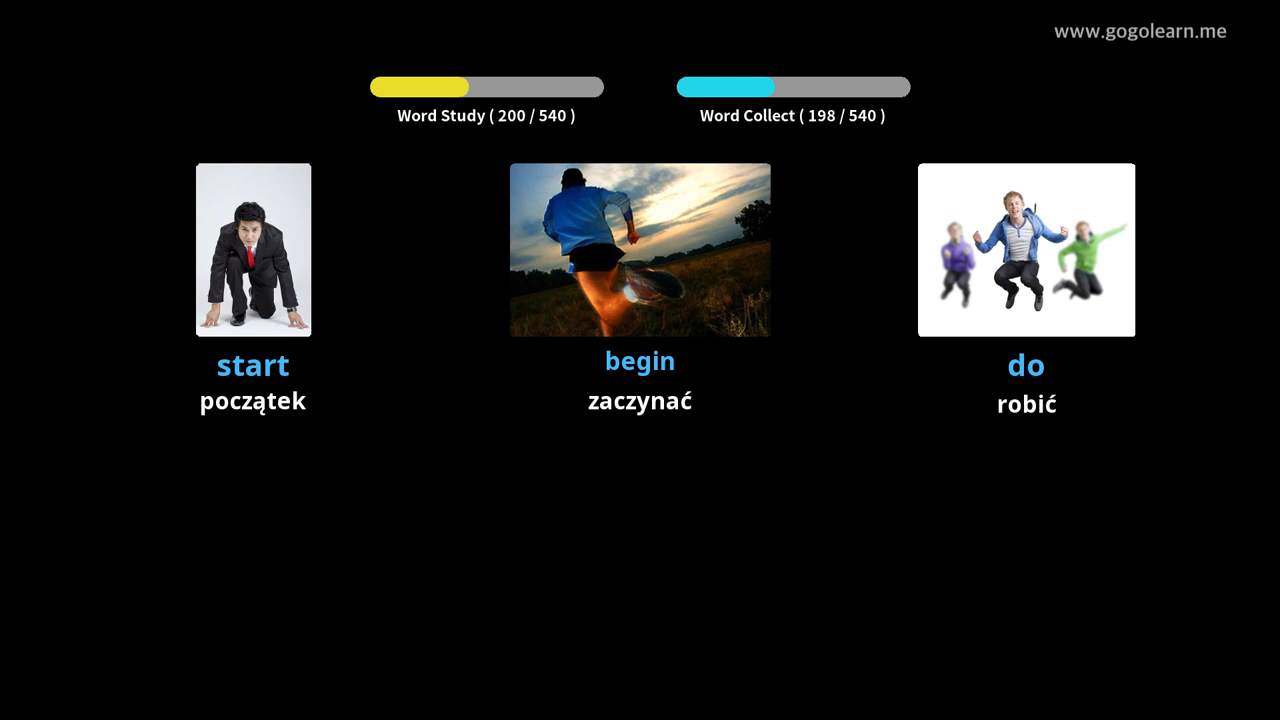 www.gogolearn.me
Word Study ( 200 / 540 )
Word Collect ( 198 / 540 )
start
początek
begin
zaczynać
do
robić